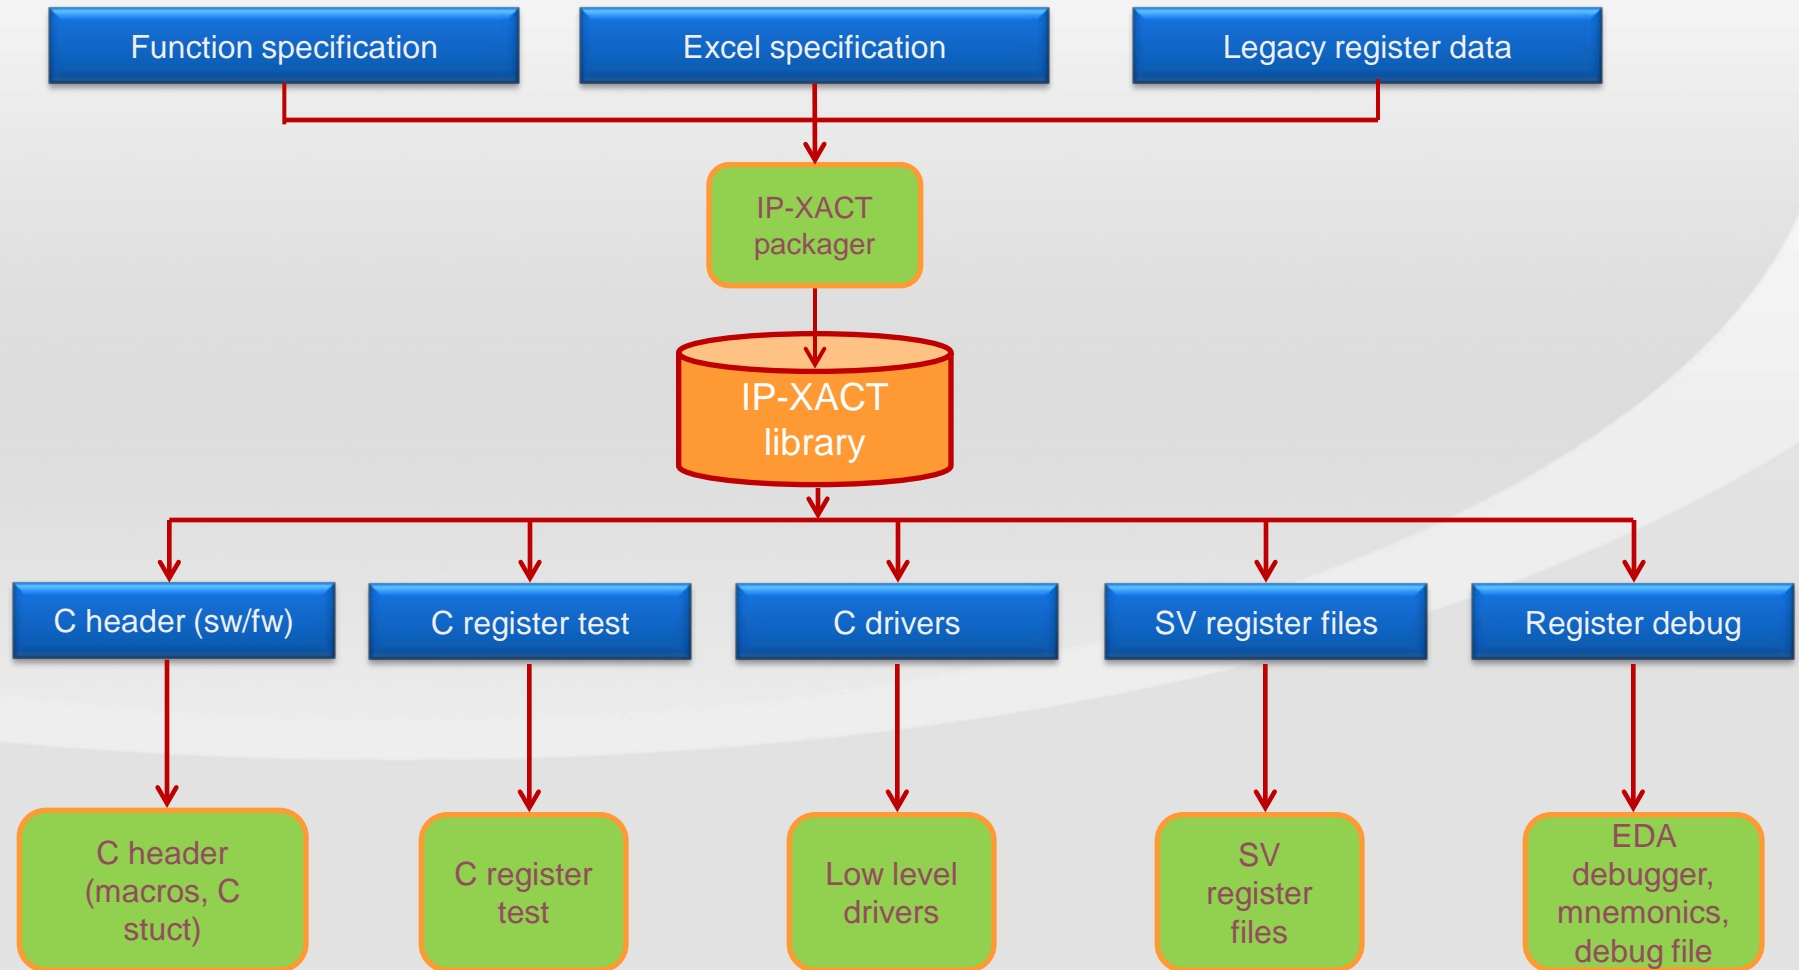 Function specification
Excel specification
Legacy register data
IP-XACT
packager
IP-XACT
library
C header (sw/fw)
C register test
C drivers
SV register files
Register debug
C header
(macros, C
stuct)
C register
test
Low level
drivers
SV
register
files
EDA
debugger,
mnemonics,
debug file